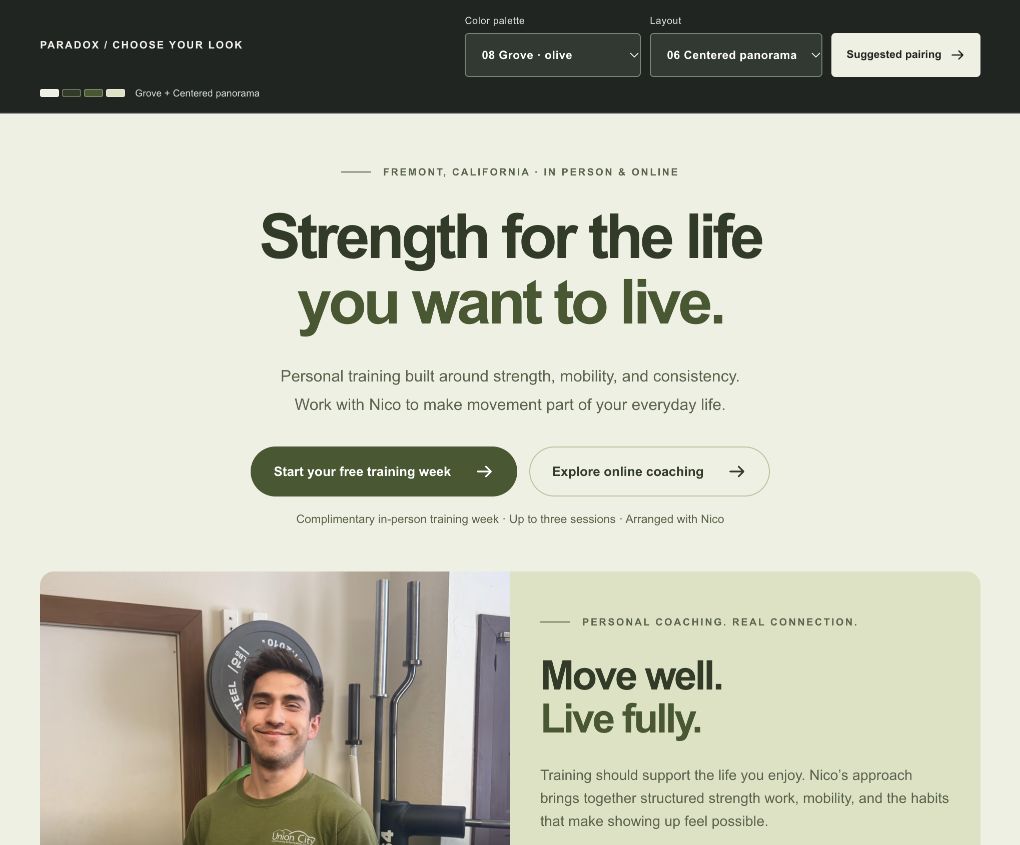 Color palette
Layout
PARADOX / CHOOSE YOUR LOOK
08 Grove · olive
06 Centered panorama
Suggested pairing
Grove + Centered panorama
FREMONT, CALIFORNIA · IN PERSON & ONLINE
Strength for the life
you want to live.
Personal training built around strength, mobility, and consistency.
Work with Nico to make movement part of your everyday life.
Start your free training week
Explore online coaching
Complimentary in-person training week · Up to three sessions · Arranged with Nico
PERSONAL COACHING. REAL CONNECTION.
Move well.
Live fully.
Training should support the life you enjoy. Nico’s approach
brings together structured strength work, mobility, and the habits
that make showing up feel possible.
Union City